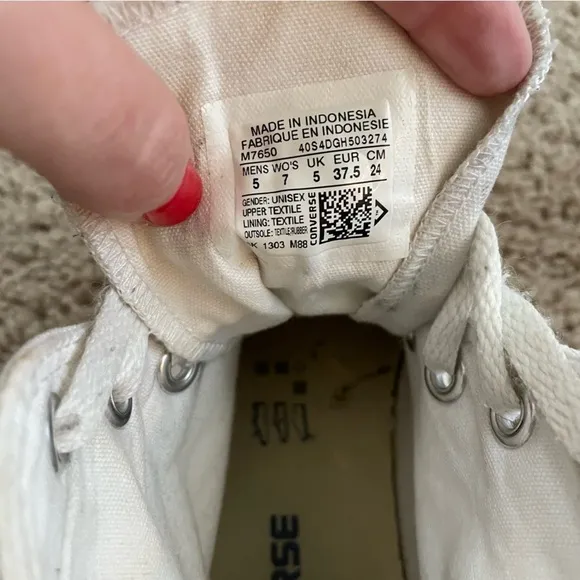 MADE IN INDONESIA
FABRIQUE EN INDONESIE
M7650 40S4DGH503274
MENS WO'S UK EUR CM
5 7 5 37.5 24
GENDER: UNISEX
UPPER:TEXTILE
LINING: TEXTILE
OUTSOLE: TEXTILE/RUBBER
1303 M88
CONVERSE
RSE